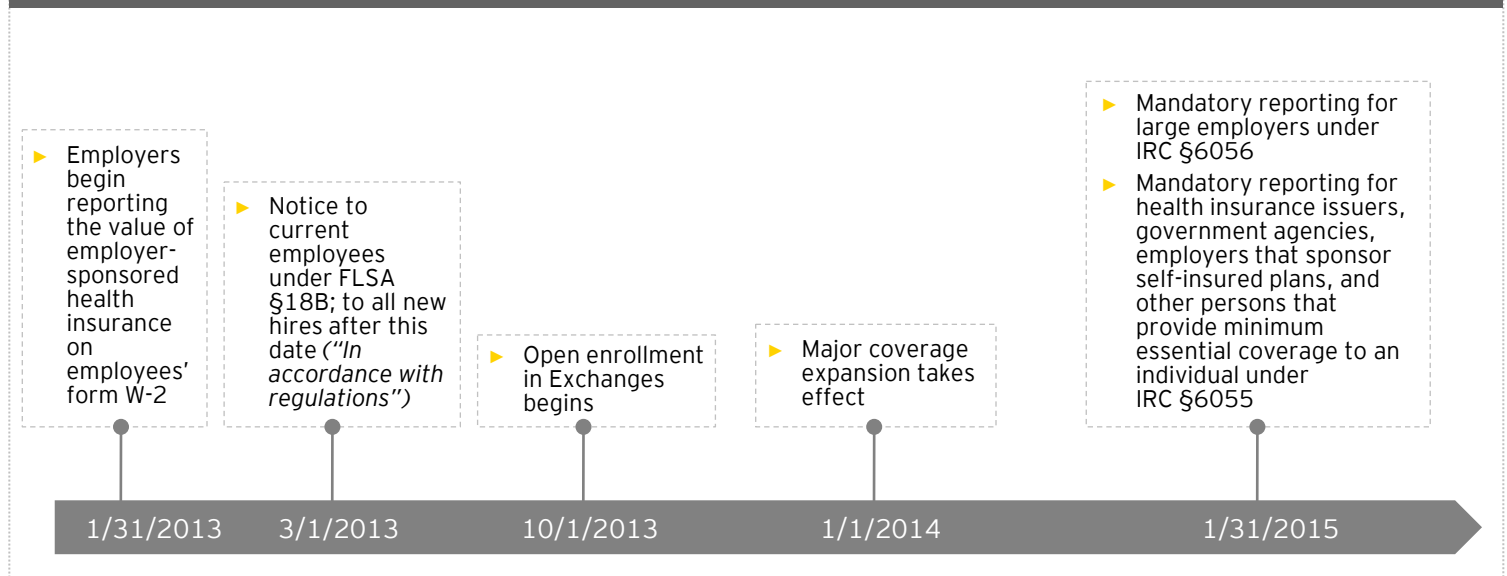 ► Employers
begin
reporting
the value of
employer-
sponsored
health
insurance
on
employees'
form W-2
► Notice to
current
employees
under FLSA
§18B; to all new
hires after this
date ("In
accordance with
regulations")
► Open enrollment
in Exchanges
begins
► Major coverage
expansion takes
effect
► Mandatory reporting for
large employers under
IRC §6056
► Mandatory reporting for
health insurance issuers,
government agencies,
employers that sponsor
self-insured plans, and
other persons that
provide minimum
essential coverage to an
individual under
IRC §6055
1/31/2013 3/1/2013 10/1/2013 1/1/2014 1/31/2015